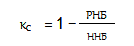 кс = 1 − РНБ / ННБ